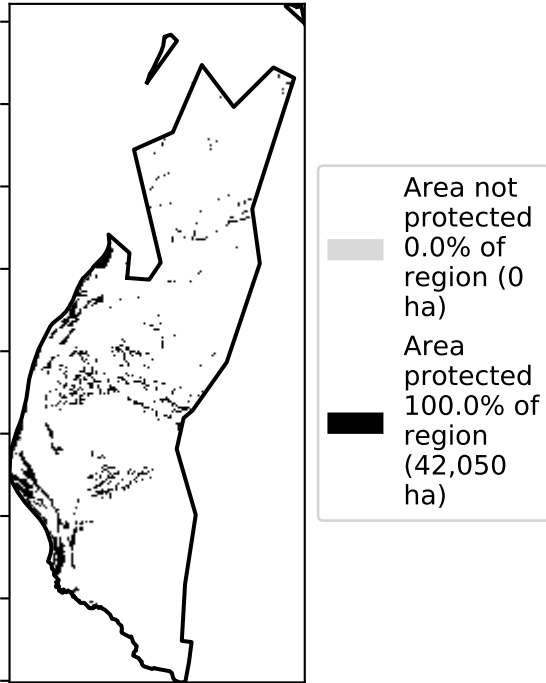 Area not
protected
0.0% of
region (0
ha)
Area
protected
100.0% of
region
(42,050
ha)